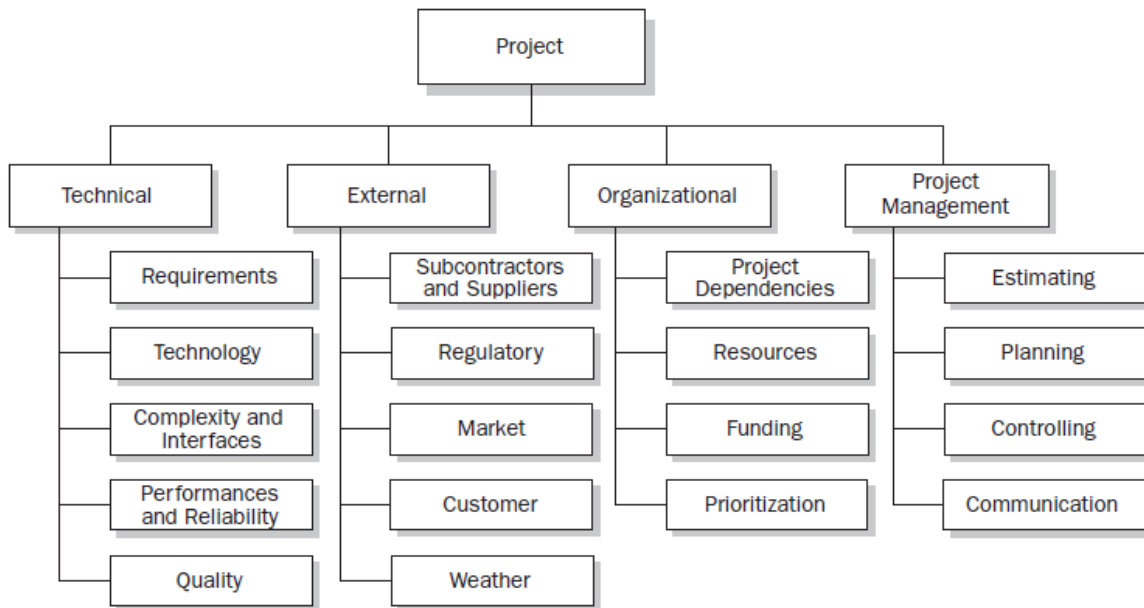 Project
Technical
External
Organizational
Project
Management
Requirements
Technology
Complexity and
Interfaces
Performances
and Reliability
Quality
Subcontractors
and Suppliers
Regulatory
Market
Customer
Weather
Project
Dependencies
Resources
Funding
Prioritization
Estimating
Planning
Controlling
Communication